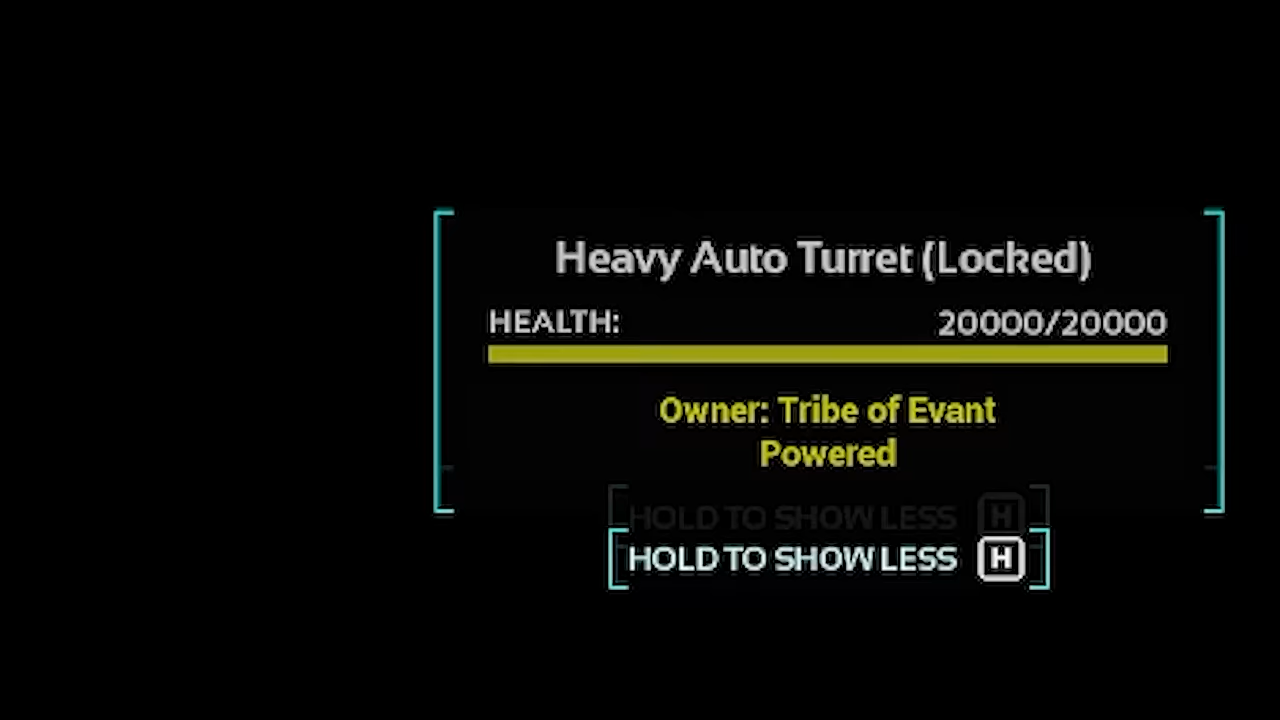 Heavy Auto Turret (Locked)
HEALTH: 20000/20000
Owner: Tribe of Evant
Powered
HOLD TO SHOW LESS H
HOLD TO SHOW LESS H